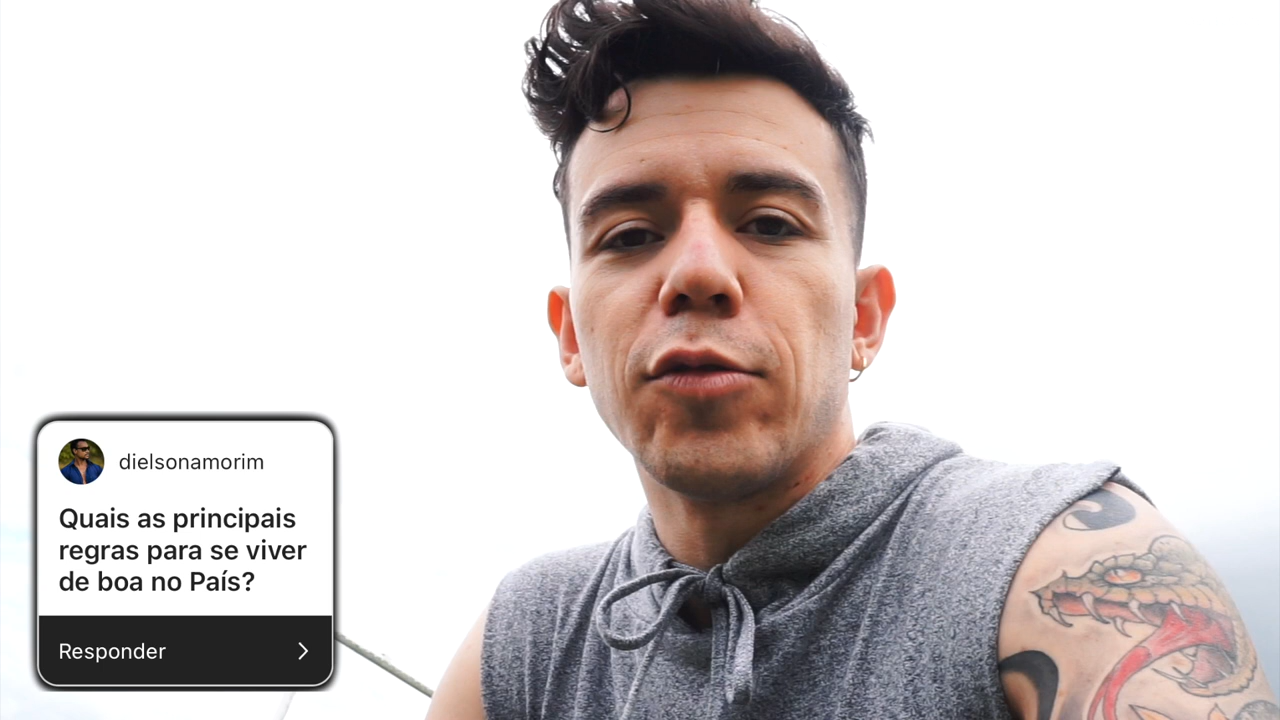 dielsonamorim
Quais as principais
regras para se viver
de boa no País?
Responder